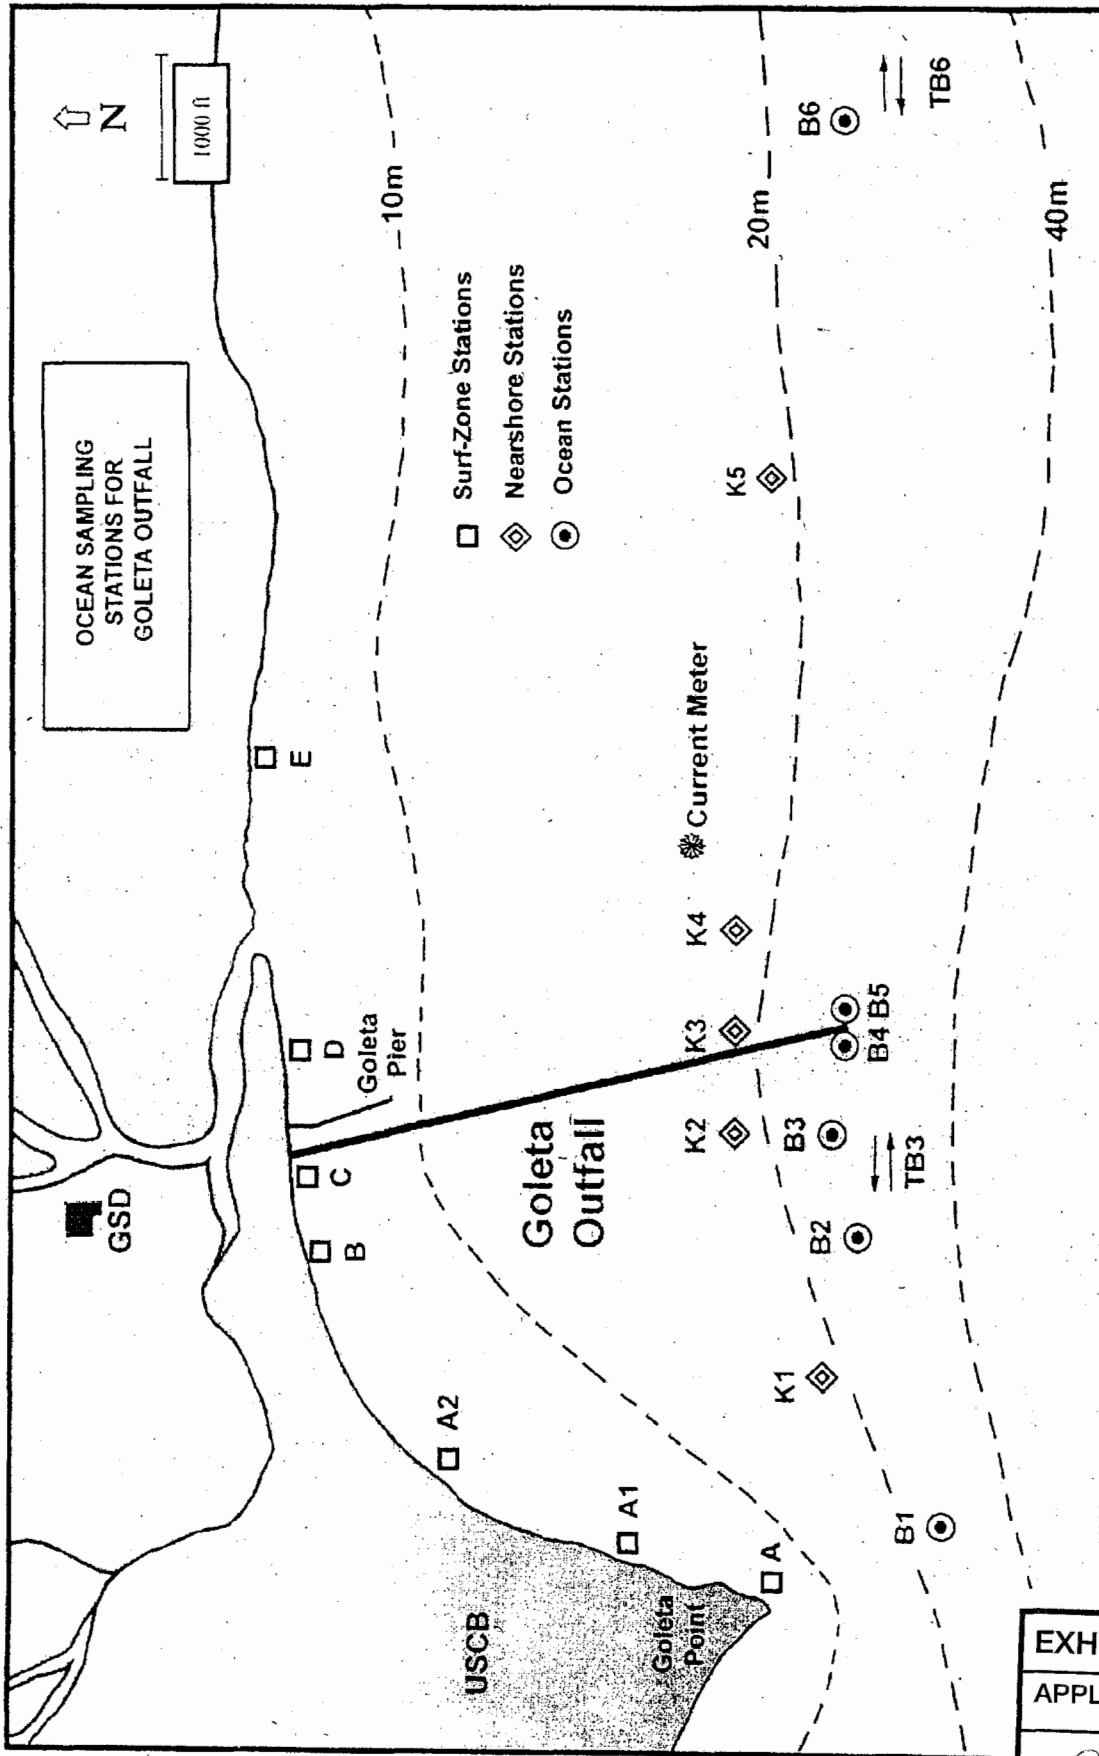 OCEAN SAMPLING
STATIONS FOR
GOLETA OUTFALL
N
1000 ft
GSD
USCB
Goleta
Point
Goleta
Pier
Goleta
Outfall
A
A1
A2
B
C
D
E
10m
20m
40m
Surf-Zone Stations
Nearshore Stations
Ocean Stations
Current Meter
K1
K2
K3
K4
K5
B1
B2
B3
B4
B5
B6
TB3
TB6
EXH
APPL